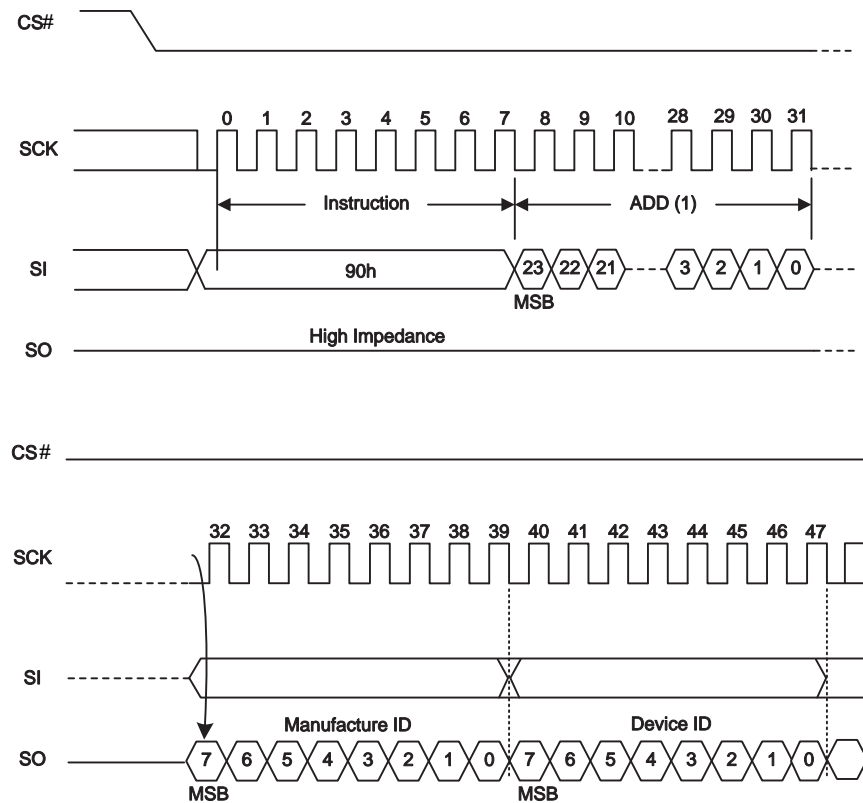 CS#
0 1 2 3 4 5 6 7 8 9 10 28 29 30 31
SCK
Instruction ADD (1)
SI 90h 23 22 21 3 2 1 0
MSB
High Impedance
SO
CS#
32 33 34 35 36 37 38 39 40 41 42 43 44 45 46 47
SCK
SI
Manufacture ID Device ID
SO 7 6 5 4 3 2 1 0 7 6 5 4 3 2 1 0
MSB MSB